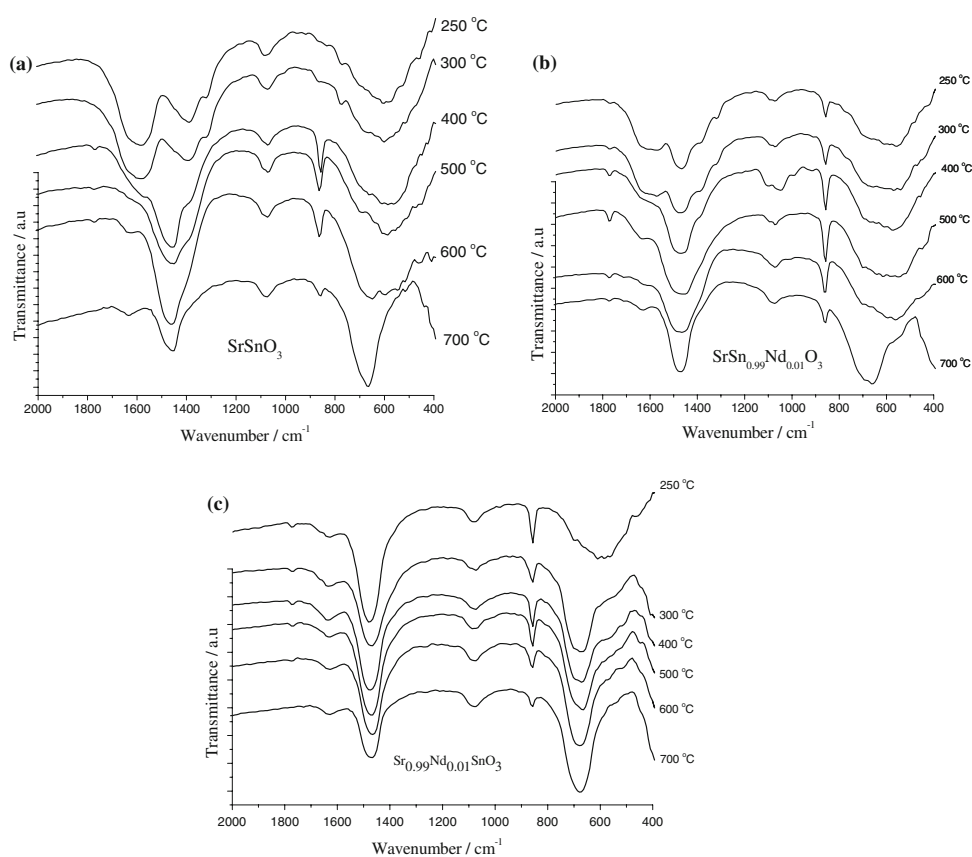 (a)
250 °C
300 °C
400 °C
500 °C
600 °C
700 °C
Transmittance / a.u
SrSnO₃
2000 1800 1600 1400 1200 1000 800 600 400
Wavenumber / cm⁻¹
(b)
250 °C
300 °C
400 °C
500 °C
600 °C
700 °C
Transmittance / a.u
SrSn₀.₉₉Nd₀.₀₁O₃
2000 1800 1600 1400 1200 1000 800 600 400
Wavenumber / cm⁻¹
(c)
250 °C
300 °C
400 °C
500 °C
600 °C
700 °C
Transmittance / a.u
Sr₀.₉₉Nd₀.₀₁SnO₃
2000 1800 1600 1400 1200 1000 800 600 400
Wavenumber / cm⁻¹